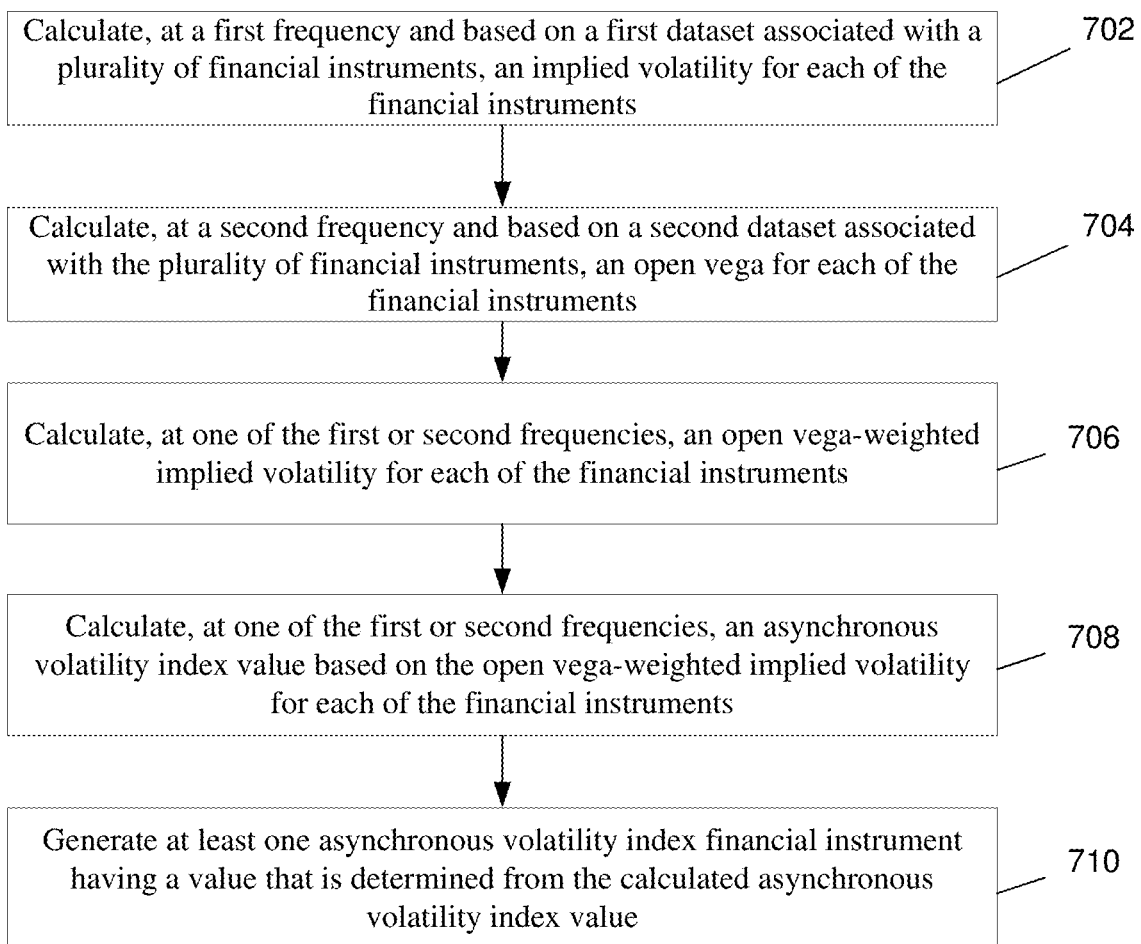 Calculate, at a first frequency and based on a first dataset associated with a
plurality of financial instruments, an implied volatility for each of the
financial instruments
702
Calculate, at a second frequency and based on a second dataset associated
with the plurality of financial instruments, an open vega for each of the
financial instruments
704
Calculate, at one of the first or second frequencies, an open vega-weighted
implied volatility for each of the financial instruments
706
Calculate, at one of the first or second frequencies, an asynchronous
volatility index value based on the open vega-weighted implied volatility
for each of the financial instruments
708
Generate at least one asynchronous volatility index financial instrument
having a value that is determined from the calculated asynchronous
volatility index value
710